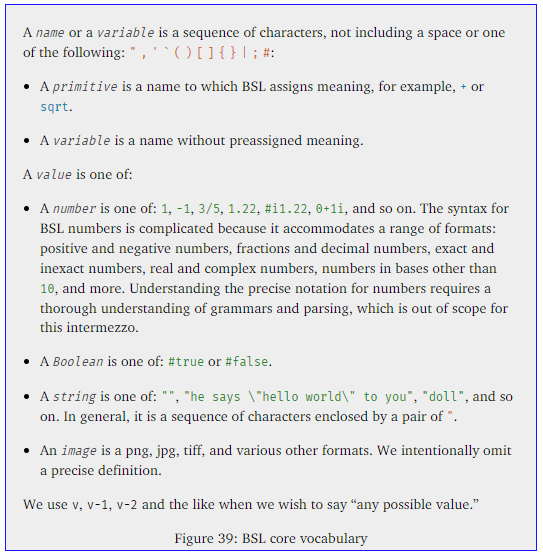 A name or a variable is a sequence of characters, not including a space or one
of the following: " , ' ` ( ) [ ] { } | ; #:
• A primitive is a name to which BSL assigns meaning, for example, + or
sqrt.
• A variable is a name without preassigned meaning.
A value is one of:
• A number is one of: 1, -1, 3/5, 1.22, #i1.22, 0+1i, and so on. The syntax for
BSL numbers is complicated because it accommodates a range of formats:
positive and negative numbers, fractions and decimal numbers, exact and
inexact numbers, real and complex numbers, numbers in bases other than
10, and more. Understanding the precise notation for numbers requires a
thorough understanding of grammars and parsing, which is out of scope for
this intermezzo.
• A Boolean is one of: #true or #false.
• A string is one of: "", "he says \"hello world\" to you", "doll", and so
on. In general, it is a sequence of characters enclosed by a pair of ".
• An image is a png, jpg, tiff, and various other formats. We intentionally omit
a precise definition.
We use v, v-1, v-2 and the like when we wish to say “any possible value.”
Figure 39: BSL core vocabulary